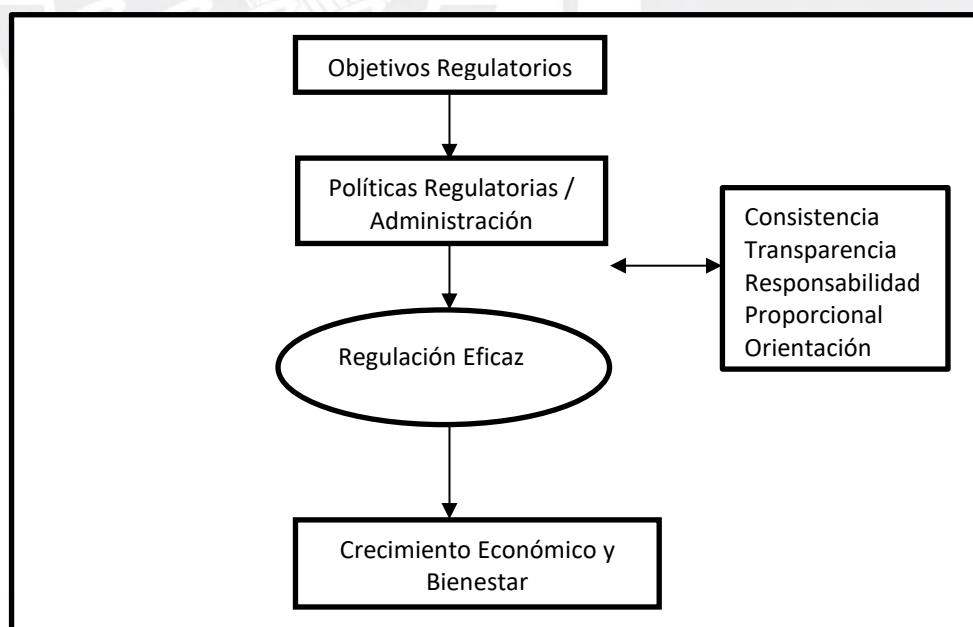 Objetivos Regulatorios
Políticas Regulatorias /
Administración
Consistencia
Transparencia
Responsabilidad
Proporcional
Orientación
Regulación Eficaz
Crecimiento Económico y
Bienestar